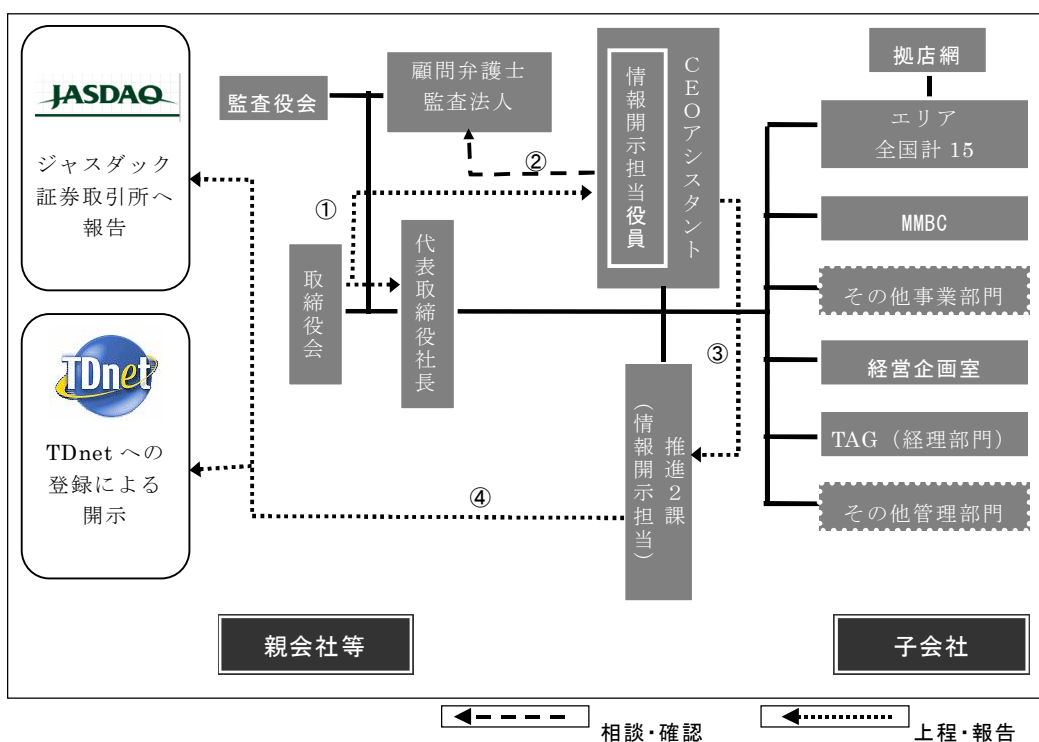 JASDAQ
ジャスダック
証券取引所へ
報告
TDnet
TDnet への
登録による
開示
監査役会
顧問弁護士
監査法人
CEOアシスタント
情報開示担当役員
取締役会
代表取締役社長
推進2課
（情報開示担当）
①
②
③
④
拠店網
エリア
全国計 15
MMBC
その他事業部門
経営企画室
TAG（経理部門）
その他管理部門
親会社等
子会社
相談・確認
上程・報告